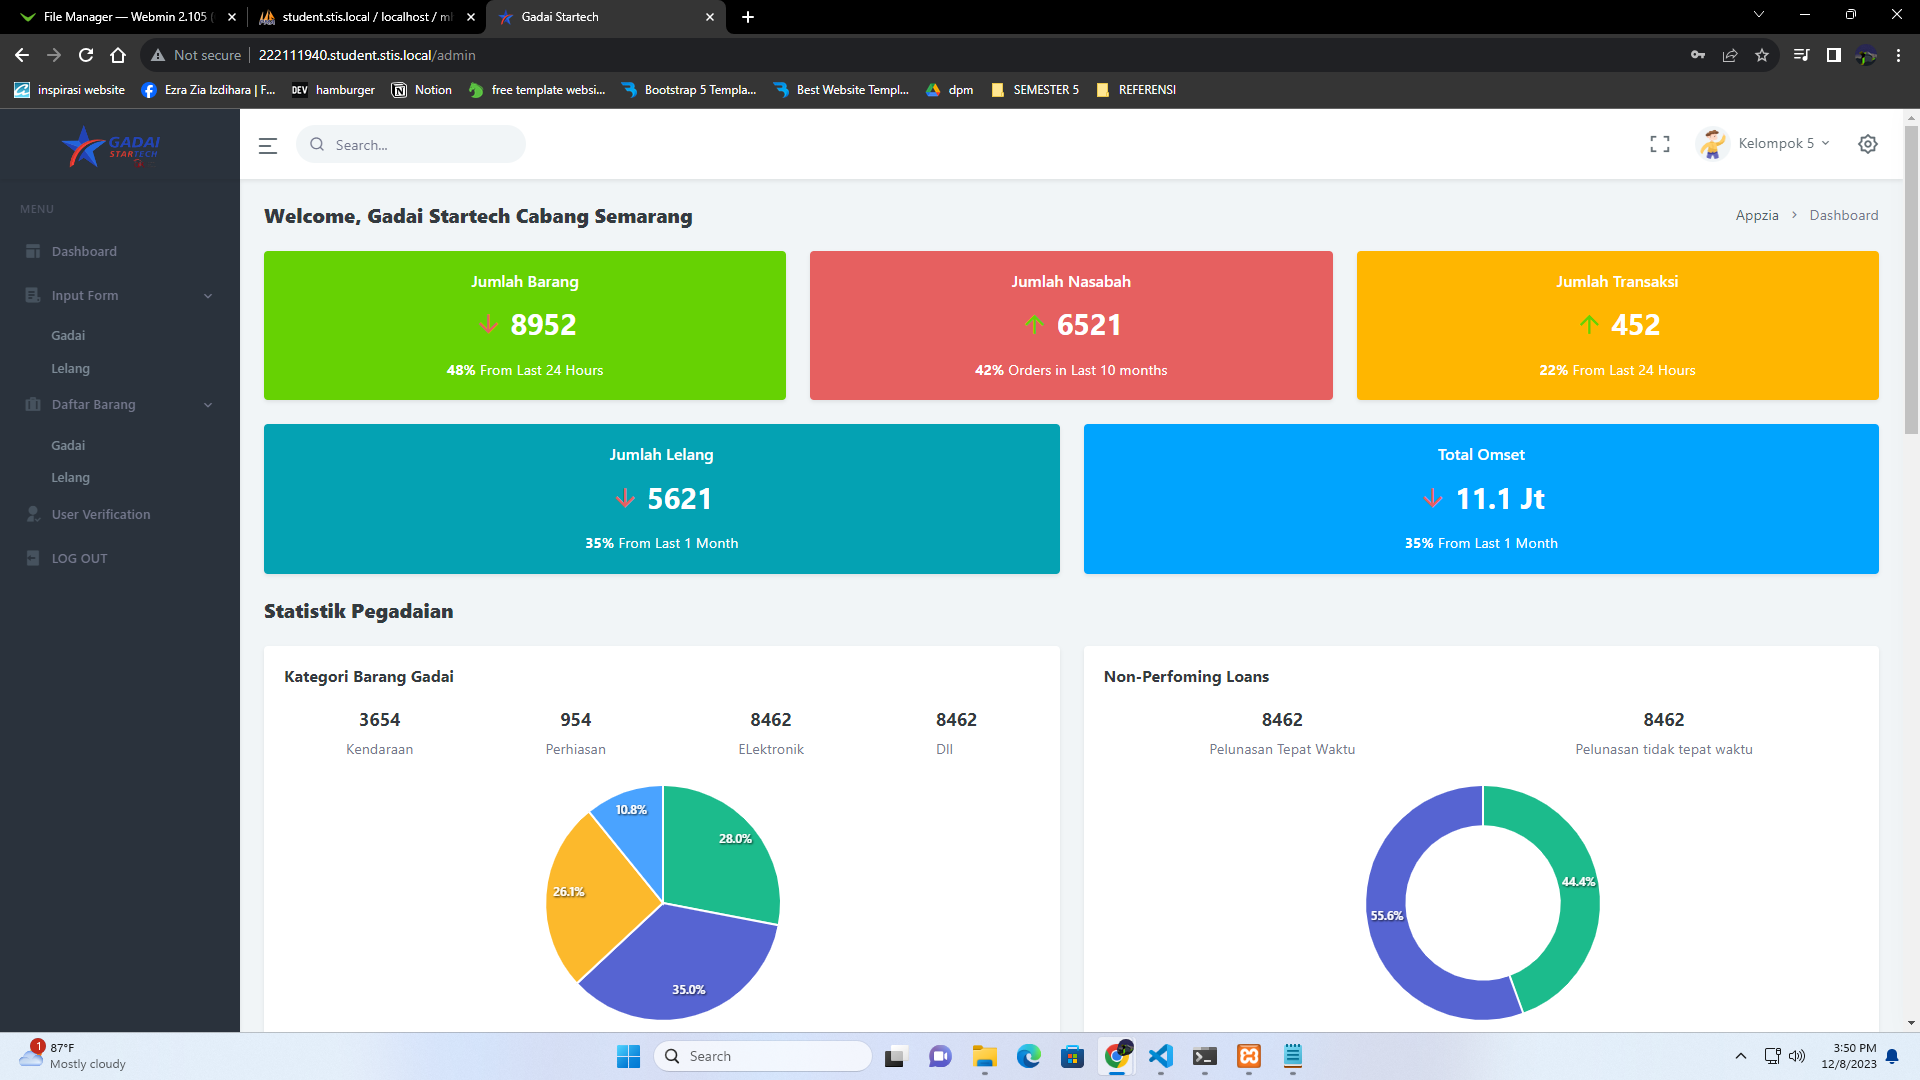 File Manager — Webmin 2.105 (
student.stis.local / localhost / m
Gadai Startech
Not secure
222111940.student.stis.local/admin
inspirasi website
Ezra Zia Izdihara | F...
DEV
hamburger
Notion
free template websi...
Bootstrap 5 Templa...
Best Website Templ...
dpm
SEMESTER 5
REFERENSI
GADAI
STARTECH
Search...
Kelompok 5
MENU
Dashboard
Input Form
Gadai
Lelang
Daftar Barang
Gadai
Lelang
User Verification
LOG OUT
Welcome, Gadai Startech Cabang Semarang
Appzia > Dashboard
Jumlah Barang
8952
48% From Last 24 Hours
Jumlah Nasabah
6521
42% Orders in Last 10 months
Jumlah Transaksi
452
22% From Last 24 Hours
Jumlah Lelang
5621
35% From Last 1 Month
Total Omset
11.1 Jt
35% From Last 1 Month
Statistik Pegadaian
Kategori Barang Gadai
3654
Kendaraan
954
Perhiasan
8462
ELektronik
8462
Dll
10.8%
28.0%
26.1%
35.0%
Non-Perfoming Loans
8462
Pelunasan Tepat Waktu
8462
Pelunasan tidak tepat waktu
44.4%
55.6%
1
87°F
Mostly cloudy
Search
3:50 PM
12/8/2023